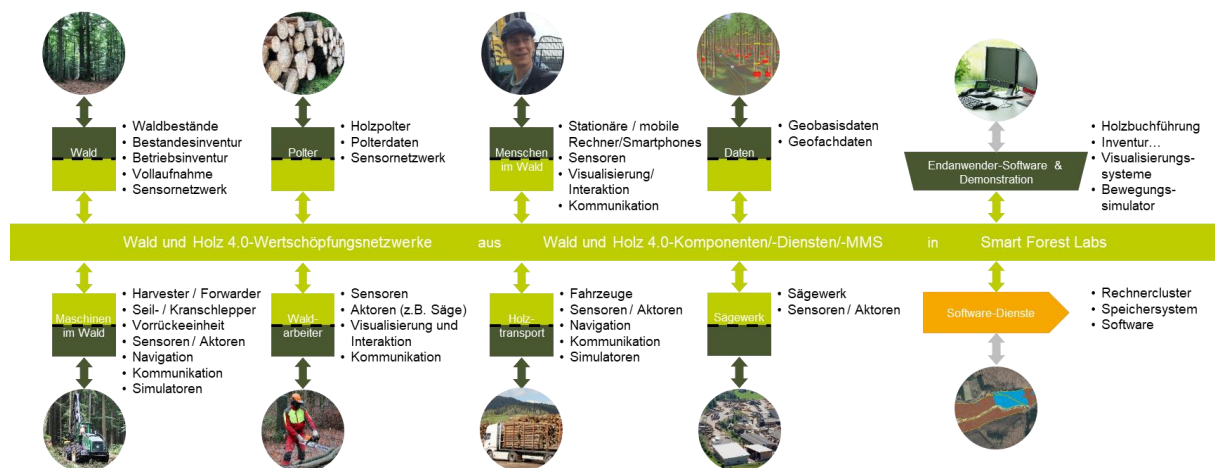 Wald
• Waldbestände
• Bestandesinventur
• Betriebsinventur
• Vollaufnahme
• Sensornetzwerk
Polter
• Holzpolter
• Polterdaten
• Sensornetzwerk
Menschen
im Wald
• Stationäre / mobile
Rechner/Smartphones
• Sensoren
• Visualisierung/
Interaktion
• Kommunikation
Daten
• Geobasisdaten
• Geofachdaten
Endanwender-Software &
Demonstration
• Holzbuchführung
• Inventur…
• Visualisierungs-
systeme
• Bewegungs-
simulator
Wald und Holz 4.0-Wertschöpfungsnetzwerke aus Wald und Holz 4.0-Komponenten/-Diensten/-MMS in Smart Forest Labs
Maschinen
im Wald
• Harvester / Forwarder
• Seil- / Kranschlepper
• Vorrückeeinheit
• Sensoren / Aktoren
• Navigation
• Kommunikation
• Simulatoren
Wald-
arbeiter
• Sensoren
• Aktoren (z.B. Säge)
• Visualisierung und
Interaktion
• Kommunikation
Holz-
transport
• Fahrzeuge
• Sensoren / Aktoren
• Navigation
• Kommunikation
• Simulatoren
Sägewerk
• Sägewerk
• Sensoren / Aktoren
Software-Dienste
• Rechnercluster
• Speichersystem
• Software